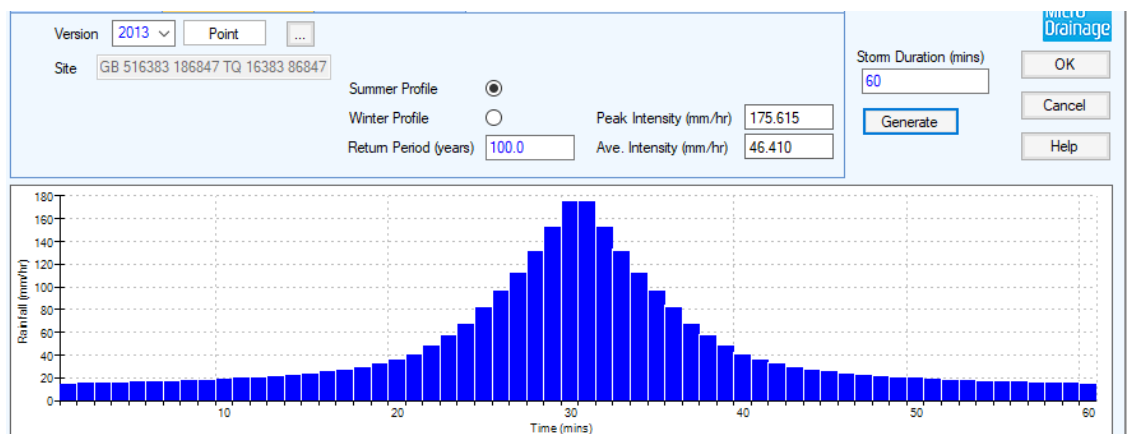 Micro
Drainage
Version 2013 Point ...
Site GB 516383 186847 TQ 16383 86847
Storm Duration (mins)
60
OK
Summer Profile
Winter Profile Peak Intensity (mm/hr) 175.615
Generate
Cancel
Return Period (years) 100.0 Ave. Intensity (mm/hr) 46.410
Help
180
160
140
120
100
80
60
40
20
0
Rainfall (mm/hr)
10 20 30 40 50 60
Time (mins)